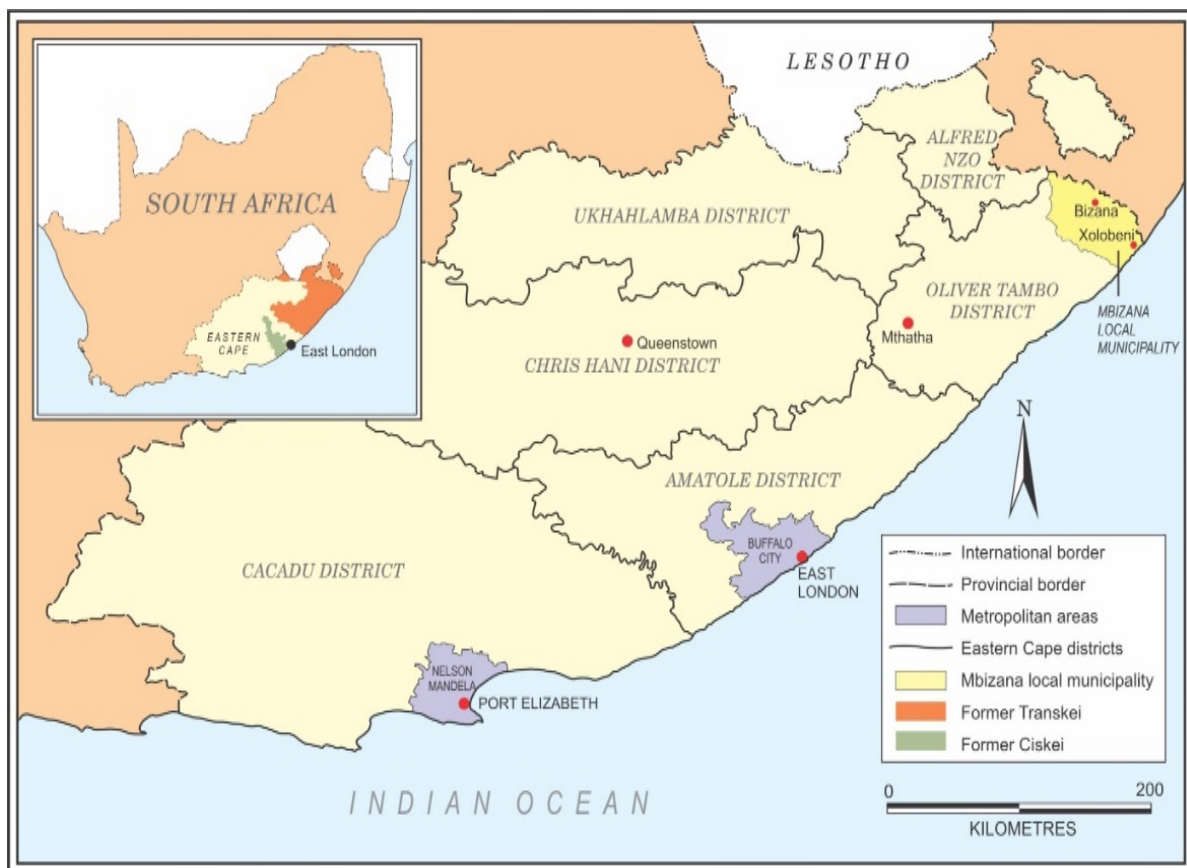 SOUTH AFRICA
EASTERN
CAPE
East London
LESOTHO
ALFRED
NZO
DISTRICT
UKHAHLAMBA DISTRICT
Bizana
Xolobeni
OLIVER TAMBO
DISTRICT
MBIZANA
LOCAL
MUNICIPALITY
Mthatha
Queenstown
CHRIS HANI DISTRICT
N
AMATOLE DISTRICT
BUFFALO
CITY
EAST
LONDON
CACADU DISTRICT
NELSON
MANDELA
PORT ELIZABETH
INDIAN OCEAN
International border
Provincial border
Metropolitan areas
Eastern Cape districts
Mbizana local municipality
Former Transkei
Former Ciskei
0 200
KILOMETRES